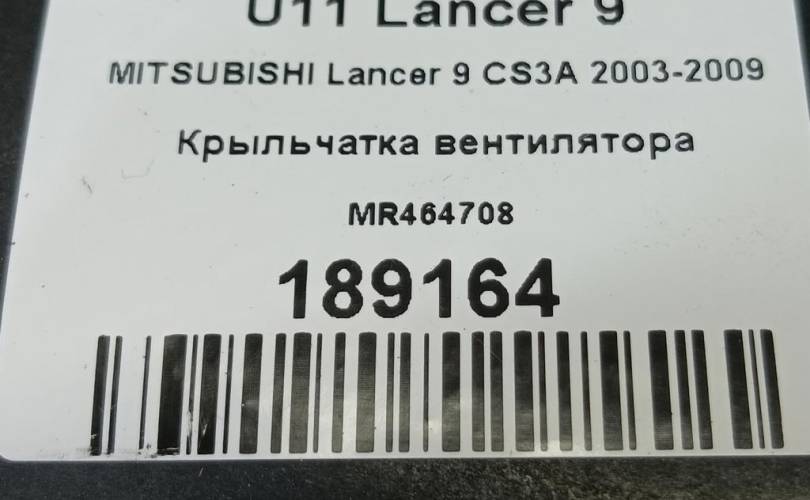 U11 Lancer 9
MITSUBISHI Lancer 9 CS3A 2003-2009
Крыльчатка вентилятора
MR464708
189164